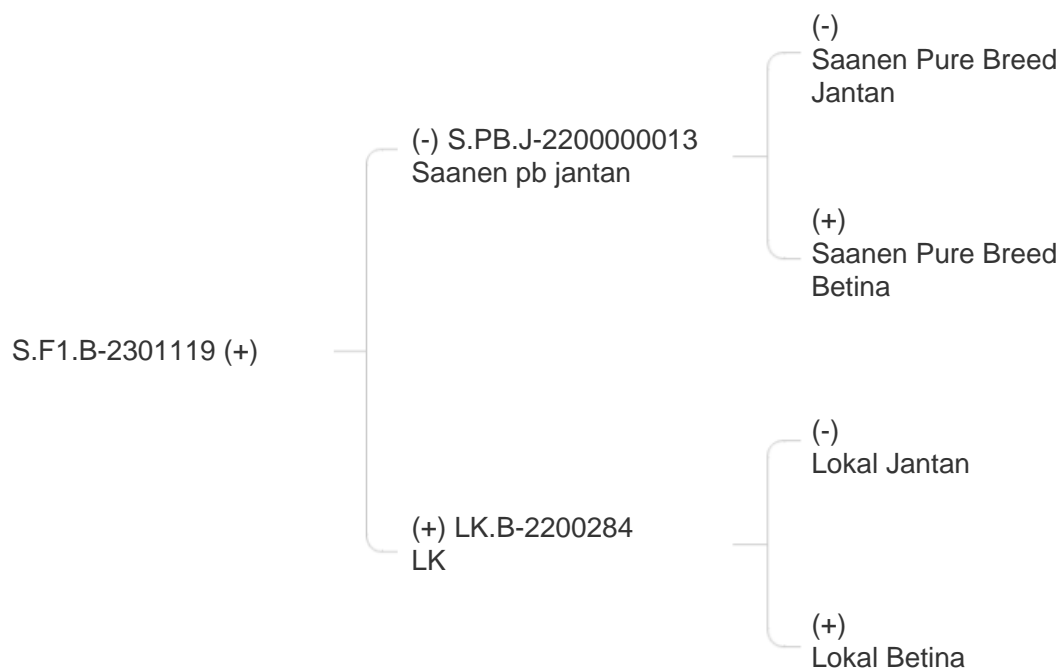 S.F1.B-2301119 (+)
(-) S.PB.J-2200000013
Saanen pb jantan
(-)
Saanen Pure Breed
Jantan
(+)
Saanen Pure Breed
Betina
(+) LK.B-2200284
LK
(-)
Lokal Jantan
(+)
Lokal Betina